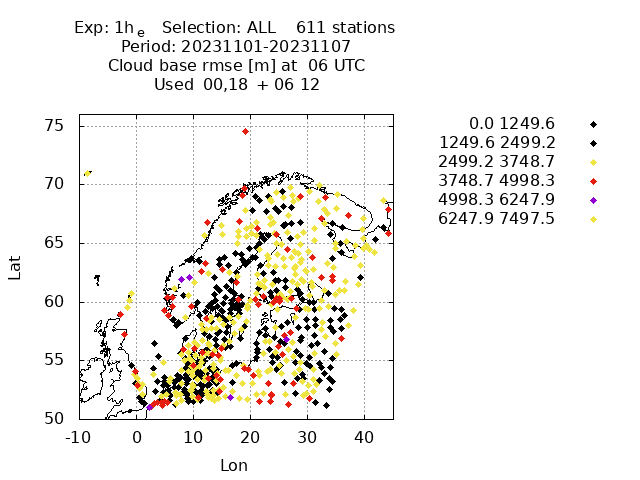 Exp: 1h e Selection: ALL 611 stations
Period: 20231101-20231107
Cloud base rmse [m] at 06 UTC
Used 00,18 + 06 12
0.0 1249.6
1249.6 2499.2
2499.2 3748.7
3748.7 4998.3
4998.3 6247.9
6247.9 7497.5
75
70
65
60
55
50
Lat
-10 0 10 20 30 40
Lon